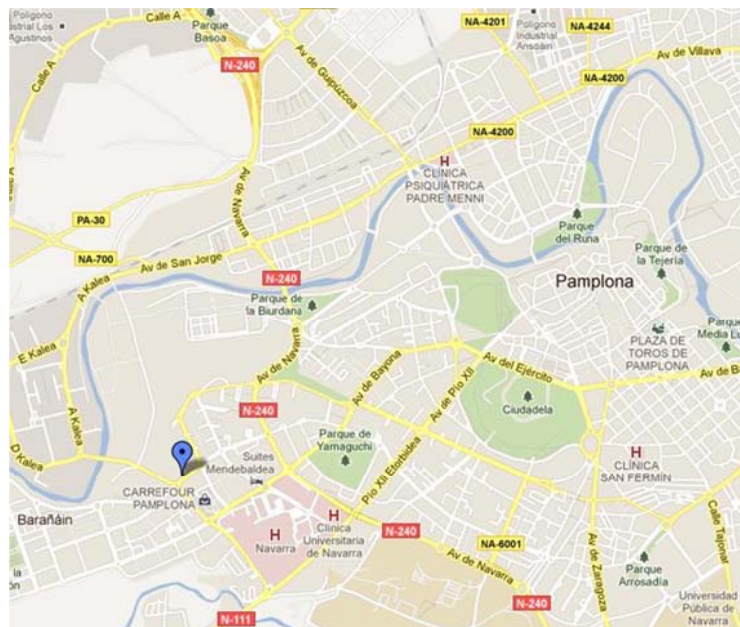 Poligono
ustrial Los
Agustinos
Calle A
Parque
Basoa
N-240
NA-4201
NA-4244
Poligono
Industrial
Ansoáin
Av de Villava
Calle A
Av de Guipúzcoa
NA-4200
NA-4200
CLÍNICA
PSIQUIÁTRICA
PADRE MENNI
Av de Navarra
PA-30
NA-700
Av de San Jorge
A Kalea
N-240
Parque
del Runa
Parque de
la Tejería
Pamplona
Parque de
la Biurdana
PLAZA DE
TOROS DE
PAMPLONA
Parque
Media Lu
E Kalea
A Kalea
Av de Navarra
Av de Bayona
Av del Ejército
Av de Pío XII
Av de B
N-240
Ciudadela
D Kalea
Parque de
Yamaguchi
Suites
Mendebaldea
Pío XII Etorbidea
CLÍNICA
SAN FERMÍN
CARREFOUR
PAMPLONA
Barañáin
Navarra
Clínica
Universitaria
de Navarra
N-240
NA-6001
Av de Navarra
Av de Zaragoza
Calle Tajonar
Parque
Arrosadía
la
ón
N-111
N-240
Universidad
Pública de
Navarra